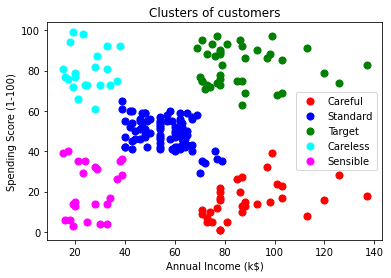 Clusters of customers
Spending Score (1-100)
100
80
60
40
20
0
Careful
Standard
Target
Careless
Sensible
20
40
60
80
100
120
140
Annual Income (k$)